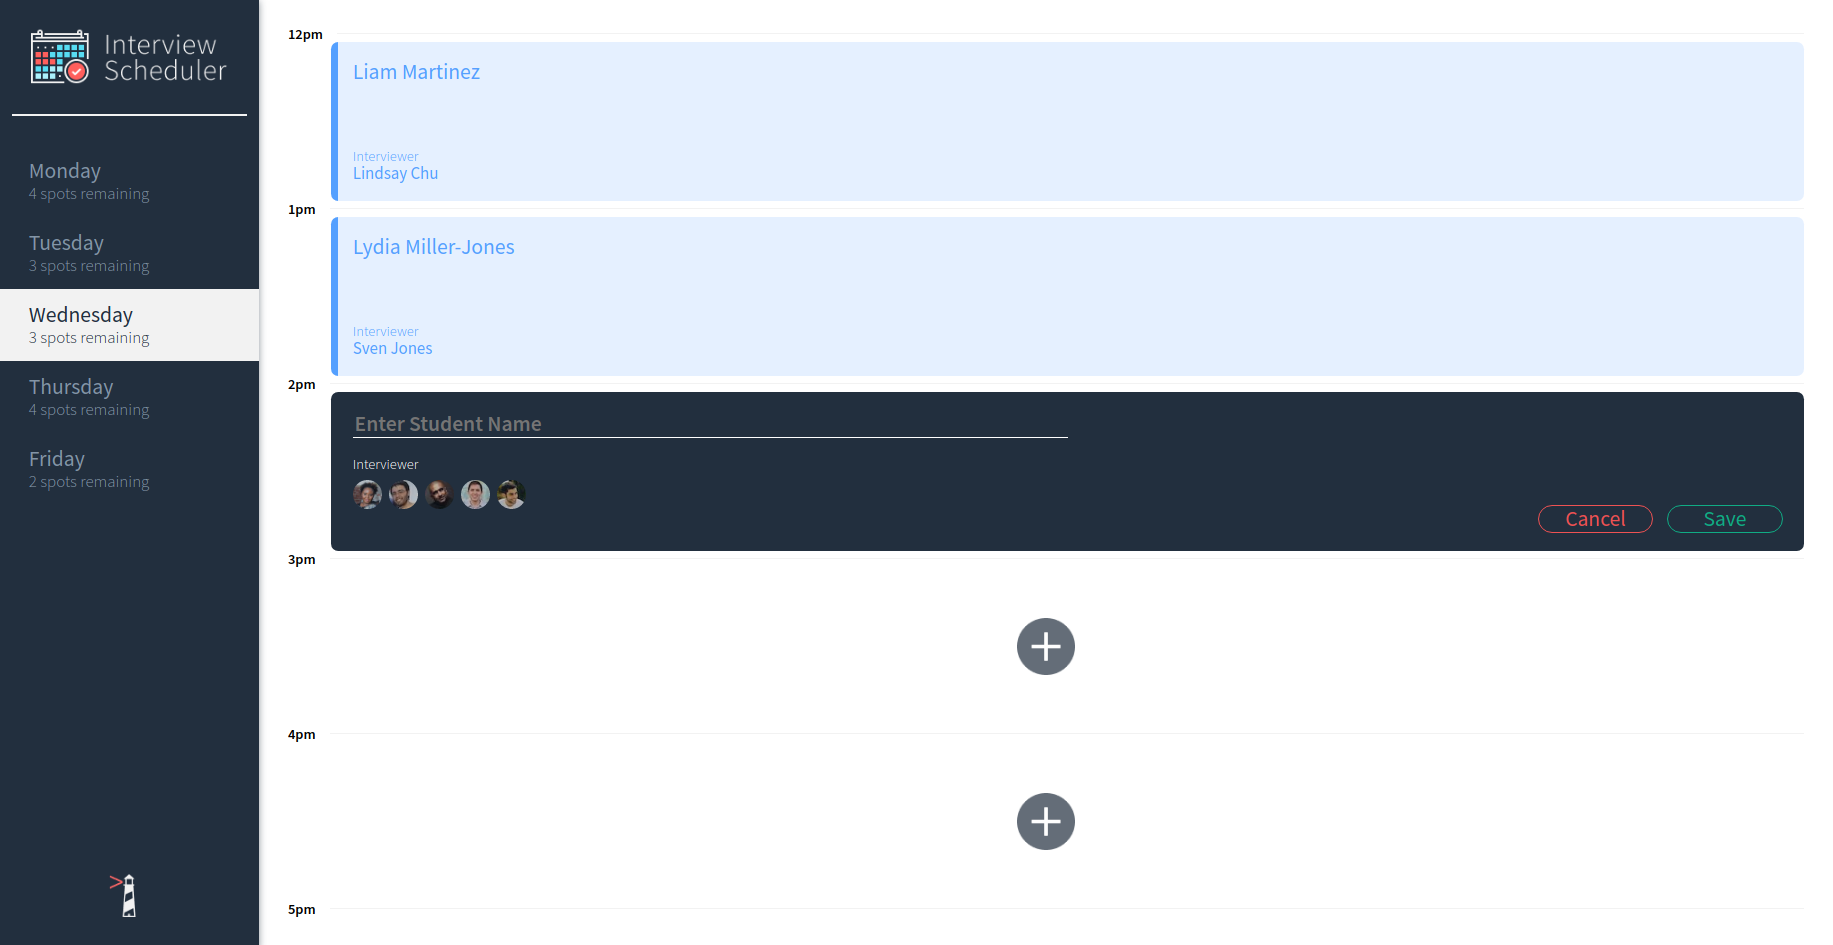 Interview
Scheduler
Monday
4 spots remaining
Tuesday
3 spots remaining
Wednesday
3 spots remaining
Thursday
4 spots remaining
Friday
2 spots remaining
12pm
Liam Martinez
Interviewer
Lindsay Chu
1pm
Lydia Miller-Jones
Interviewer
Sven Jones
2pm
Enter Student Name
Interviewer
Cancel Save
3pm
4pm
5pm